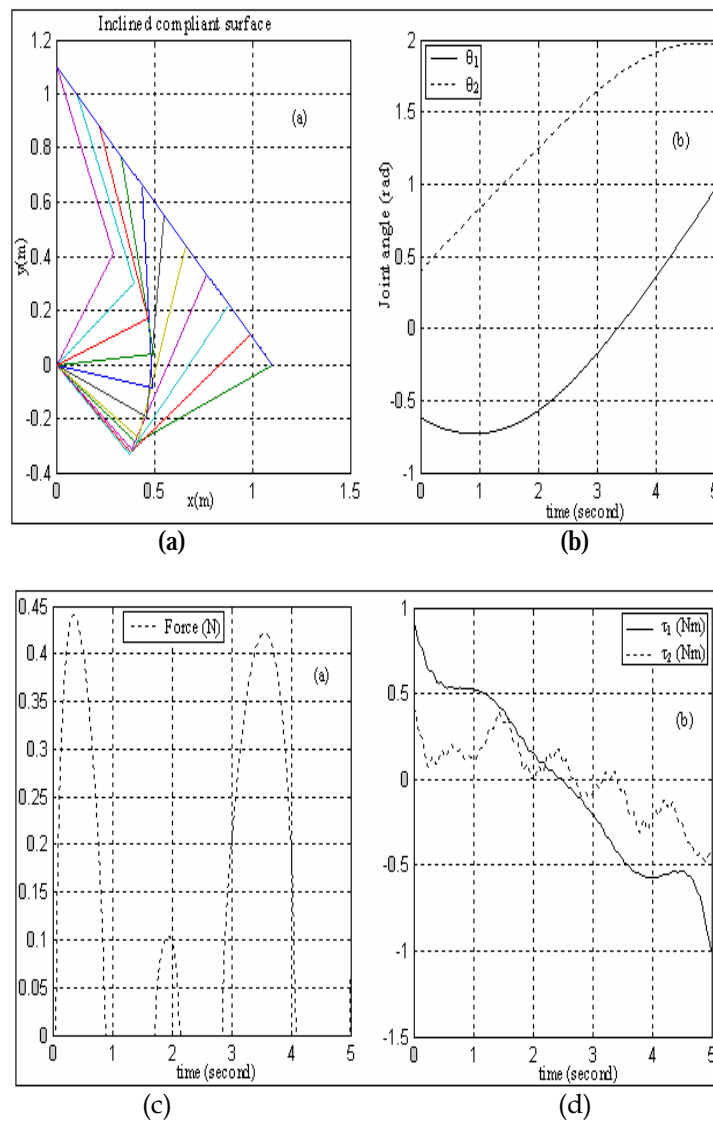 Inclined compliant surface
1.2
1
0.8
0.6
0.4
0.2
0
-0.2
-0.4
y(m)
(a)
0
0.5
1
1.5
x(m)
2
1.5
1
0.5
0
-0.5
-1
Joint angle (rad)
θ1
θ2
(b)
0
1
2
3
4
5
time (second)
(a)
(b)
0.45
0.4
0.35
0.3
0.25
0.2
0.15
0.1
0.05
0
Force (N)
(a)
0
1
2
3
4
5
time (second)
1
0.5
0
-0.5
-1
-1.5
τ1 (Nm)
τ2 (Nm)
(b)
0
1
2
3
4
5
time (second)
(c)
(d)